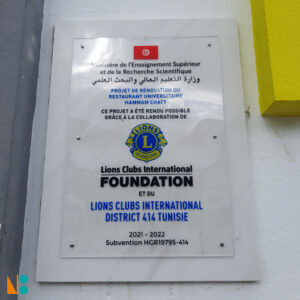 Ministère de l'Enseignement Supérieur
et de la Recherche Scientifique
وزارة التعليم العالي والبحث العلمي
PROJET DE RÉNOVATION DU
RESTAURANT UNIVERSITAIRE
HAMMAM CHATT
CE PROJET A ÉTÉ RENDU POSSIBLE
GRÂCE À LA COLLABORATION DE
LIONS
L
INTERNATIONAL
Lions Clubs International
FOUNDATION
ET DU
LIONS CLUBS INTERNATIONAL
DISTRICT 414 TUNISIE
2021 - 2022
Subvention HGR19795-414